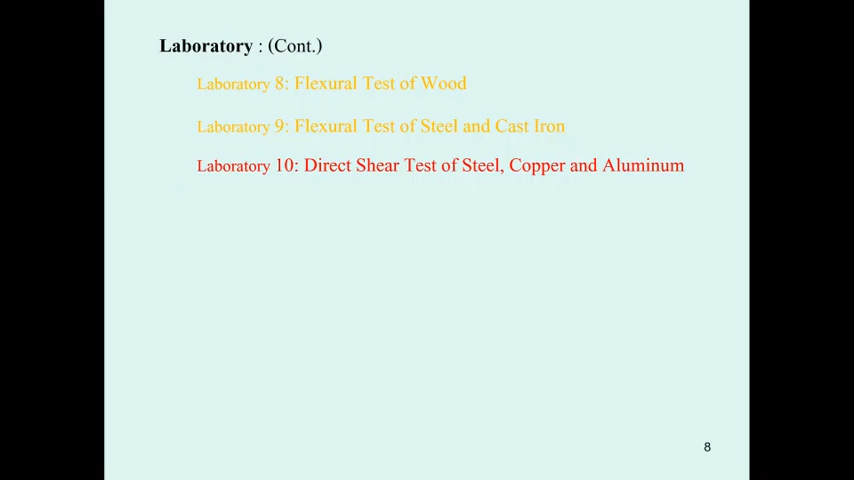 Laboratory : (Cont.)
Laboratory 8: Flexural Test of Wood
Laboratory 9: Flexural Test of Steel and Cast Iron
Laboratory 10: Direct Shear Test of Steel, Copper and Aluminum
8